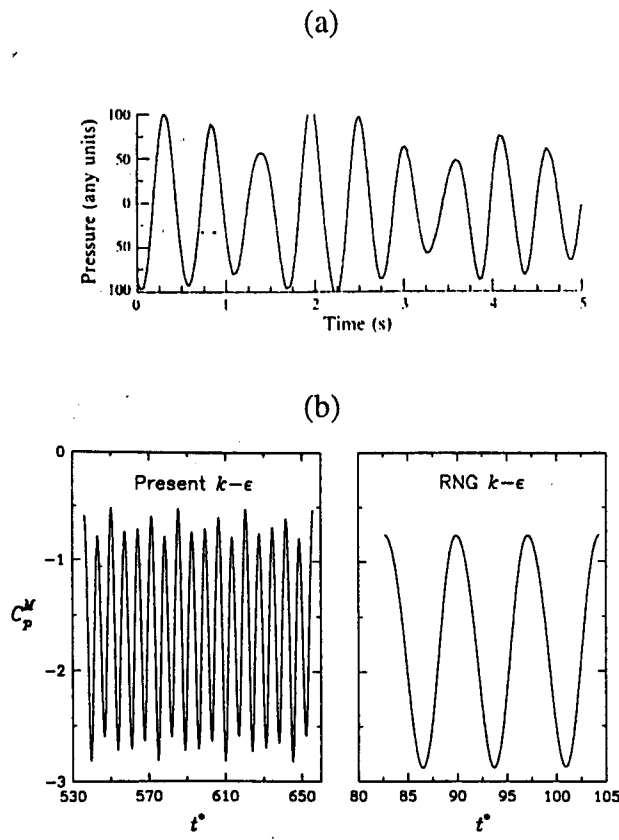 (a)
Pressure (any units)
100
50
0
50
100
0 1 2 3 4 5
Time (s)
(b)
Present k−ϵ
RNG k−ϵ
C_p^M
0
−1
−2
−3
530 570 610 650
80 85 90 95 100 105
t*
t*